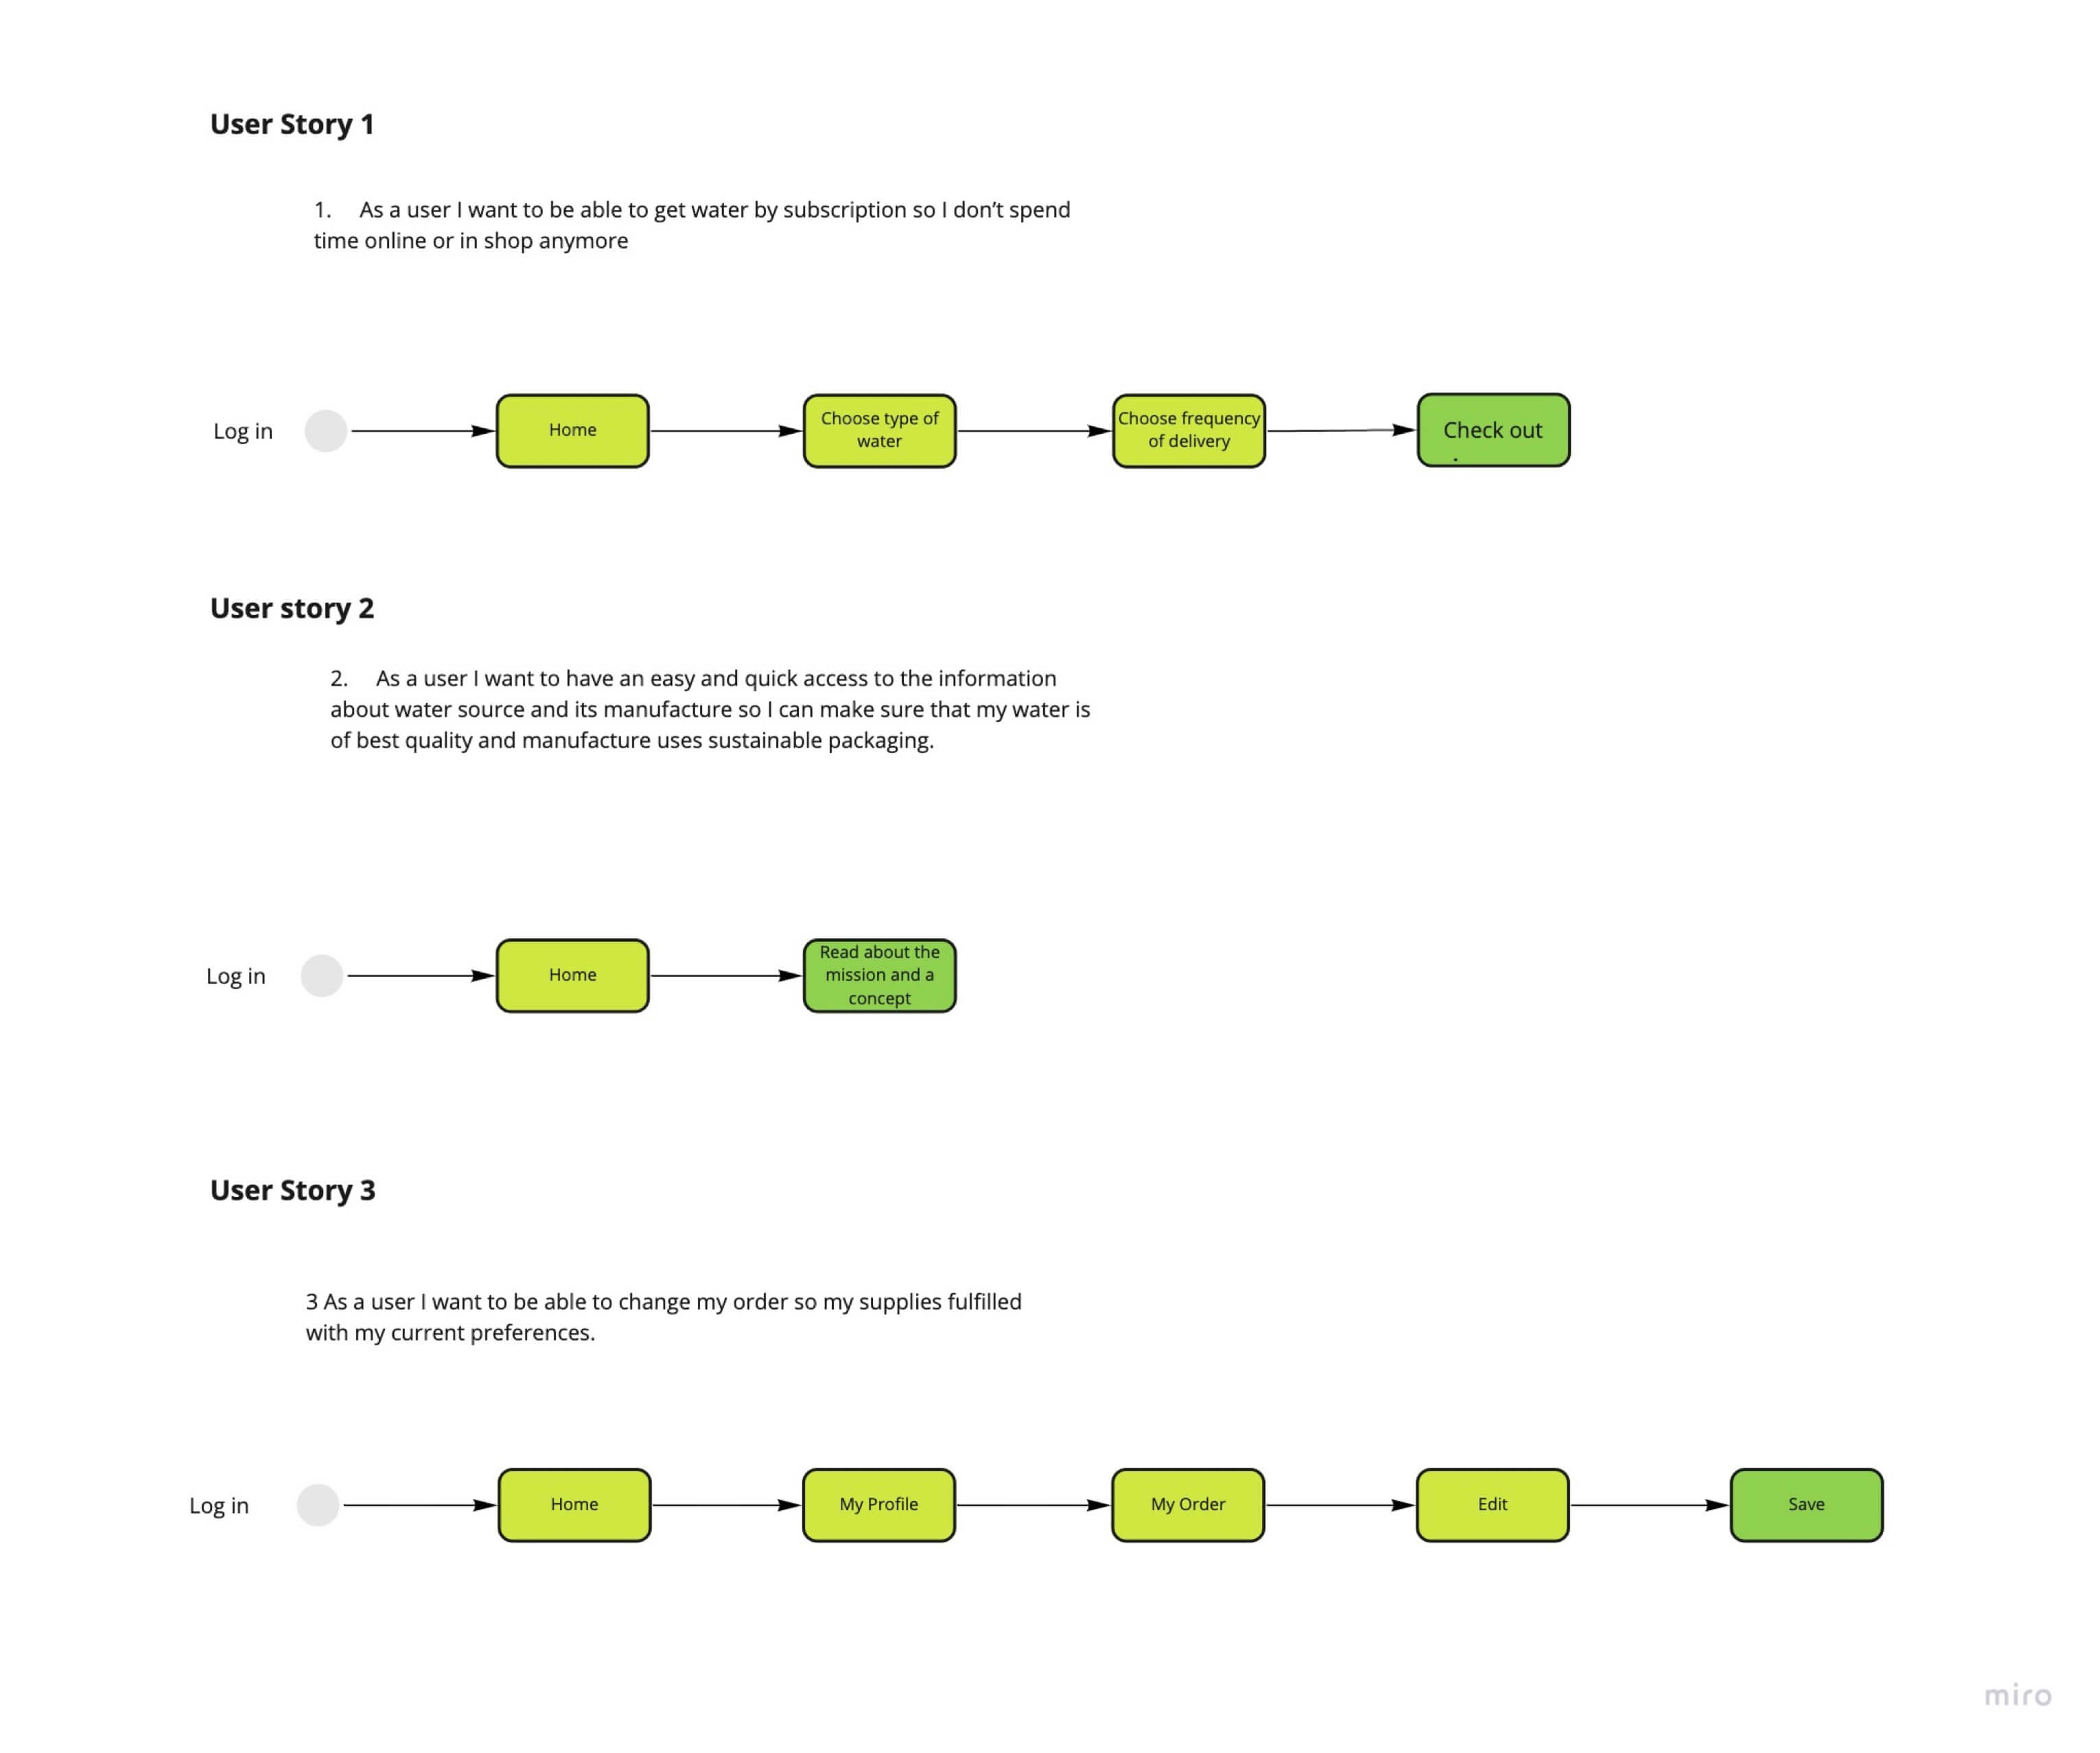 User Story 1
1. As a user I want to be able to get water by subscription so I don’t spend
time online or in shop anymore
Log in
Home
Choose type of
water
Choose frequency
of delivery
Check out
.
User story 2
2. As a user I want to have an easy and quick access to the information
about water source and its manufacture so I can make sure that my water is
of best quality and manufacture uses sustainable packaging.
Log in
Home
Read about the
mission and a
concept
User Story 3
3 As a user I want to be able to change my order so my supplies fulfilled
with my current preferences.
Log in
Home
My Profile
My Order
Edit
Save
miro